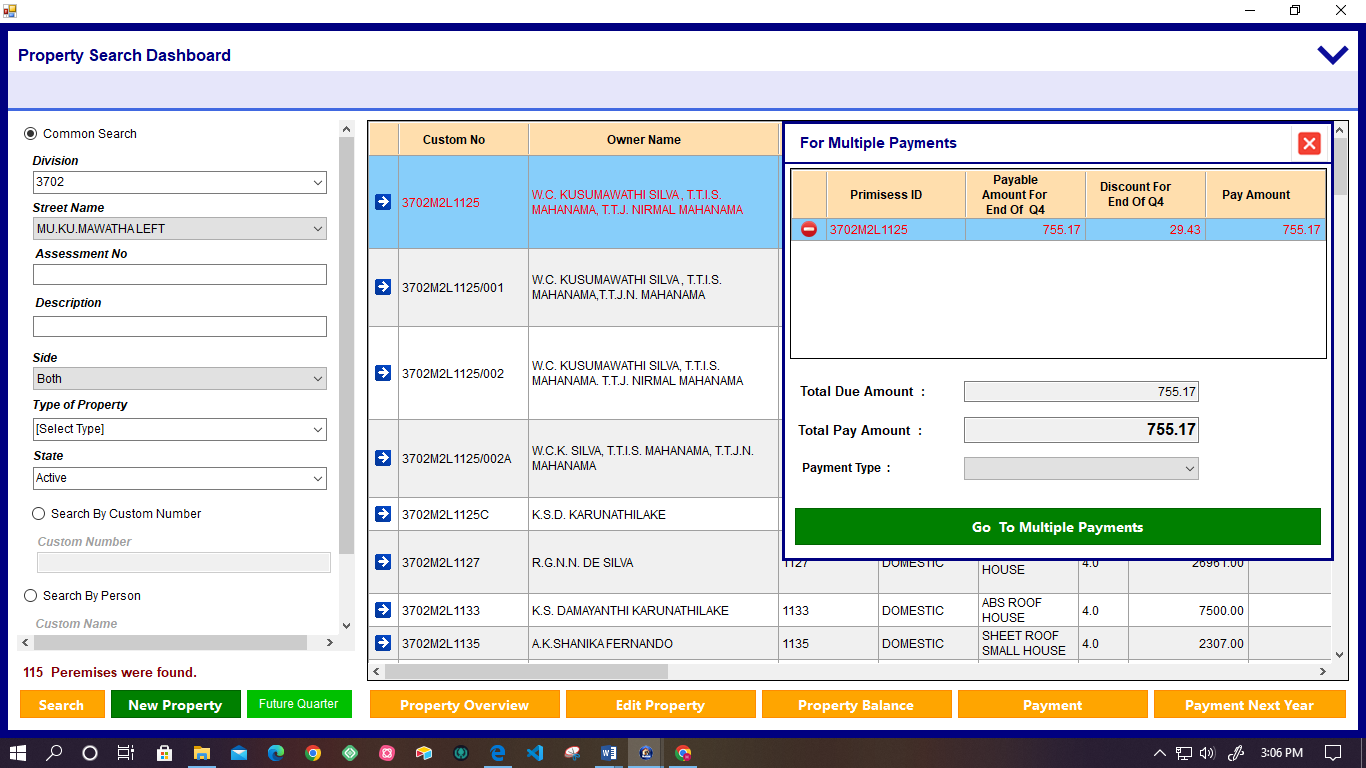 Property Search Dashboard
Common Search
Division
3702
Street Name
MU.KU.MAWATHA LEFT
Assessment No
Description
Side
Both
Type of Property
[Select Type]
State
Active
Search By Custom Number
Custom Number
Search By Person
Custom Name
115 Peremises were found.
Search
New Property
Future Quarter
Custom No
Owner Name
3702M2L1125
W.C. KUSUMAWATHI SILVA , T.T.I.S.
MAHANAMA, T.T.J. NIRMAL MAHANAMA
3702M2L1125/001
W.C. KUSUMAWATHI SILVA , T.T.I.S.
MAHANAMA,T.T.J.N. MAHANAMA
3702M2L1125/002
W.C. KUSUMAWATHI SILVA, T.T.I.S.
MAHANAMA. T.T.J. NIRMAL MAHANAMA
3702M2L1125/002A
W.C.K. SILVA, T.T.I.S. MAHANAMA, T.T.J.N.
MAHANAMA
3702M2L1125C
K.S.D. KARUNATHILAKE
3702M2L1127
R.G.N.N. DE SILVA
1127
DOMESTIC
HOUSE
4.0
26961.00
3702M2L1133
K.S. DAMAYANTHI KARUNATHILAKE
1133
DOMESTIC
ABS ROOF
HOUSE
4.0
7500.00
3702M2L1135
A.K.SHANIKA FERNANDO
1135
DOMESTIC
SHEET ROOF
SMALL HOUSE
4.0
2307.00
For Multiple Payments
Primisess ID
Payable
Amount For
End Of Q4
Discount For
End Of Q4
Pay Amount
3702M2L1125
755.17
29.43
755.17
Total Due Amount :
755.17
Total Pay Amount :
755.17
Payment Type :
Go To Multiple Payments
Property Overview
Edit Property
Property Balance
Payment
Payment Next Year
3:06 PM